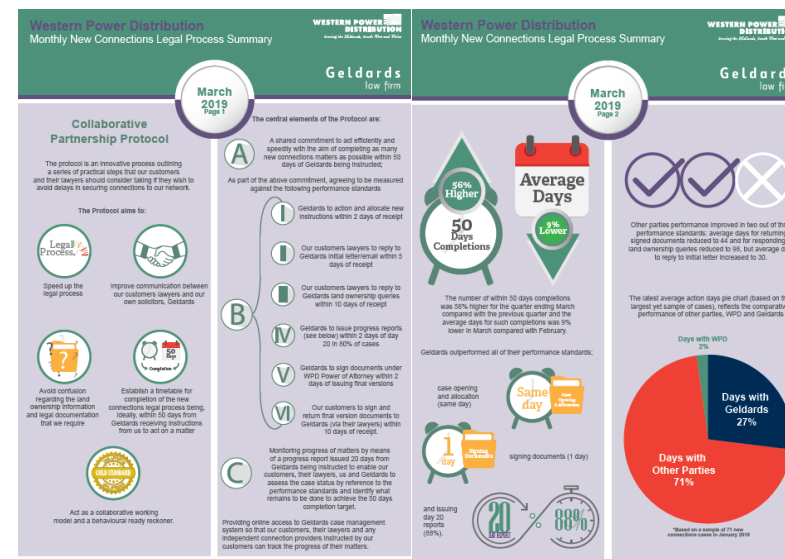 Western Power Distribution
Monthly New Connections Legal Process Summary
WESTERN POWER
DISTRIBUTION
Serving the Midlands, South West and Wales
Geldards
law firm
March
2019
Page 1
Collaborative
Partnership Protocol
The protocol is an innovative process outlining
a series of practical steps that our customers
and their lawyers should consider taking if they wish to
avoid delays in securing connections to our network.
The Protocol aims to:
Legal
Process
Speed up the
legal process
Improve communication between
our customers lawyers and our
own solicitors, Geldards
?
50
Days
Completion
Avoid confusion
regarding the land
ownership information
and legal documentation
that we require
Establish a timetable for
completion of the new
connections legal process being,
ideally, within 50 days from
Geldards receiving instructions
from us to act on a matter
GOLD STANDARD
Act as a collaborative working
model and a behavioural ready reckoner.
The central elements of the Protocol are:
A
A shared commitment to act efficiently and
speedily with the aim of completing as many
new connections matters as possible within 50
days of Geldards being instructed;
As part of the above commitment, agreeing to be measured
against the following performance standards
B
I
Geldards to action and allocate new
instructions within 2 days of receipt
II
Our customers lawyers to reply to
Geldards initial letter/email within 5
days of receipt
III
Our customers lawyers to reply to
Geldards land ownership queries
within 10 days of receipt
IV
Geldards to issue progress reports
(see below) within 2 days of day
20 in 60% of cases
V
Geldards to sign documents under
WPD Power of Attorney within 2
days of issuing final versions
VI
Our customers to sign and
return final version documents to
Geldards (via their lawyers) within
10 days of receipt.
C
Monitoring progress of matters by means
of a progress report issued 20 days from
Geldards being instructed to enable our
customers, their lawyers, us and Geldards to
assess the case status by reference to the
performance standards and identify what
remains to be done to achieve the 50 days
completion target.
Providing online access to Geldards case management
system so that our customers, their lawyers and any
independent connection providers instructed by our
customers can track the progress of their matters.
Western Power Distribution
Monthly New Connections Legal Process Summary
WESTERN POWER
DISTRIBUTI
Serving the Midlands, South West and Wales
Geldard
law fi
March
2019
Page 2
56%
Higher
50
Days
Completions
Average
Days
9%
Lower
The number of within 50 days completions
was 56% higher for the quarter ending March
compared with the previous quarter and the
average days for such completions was 9%
lower in March compared with February.
Geldards outperformed all of their performance standards;
case opening
and allocation
(same day)
Same
day
Case
Opening
& Allocation
1
day
Signing
Documents
signing documents (1 day)
and issuing
day 20
reports
(88%).
20
DAY REPORT
%
88%
Other parties performance improved in two out of thr
performance standards: average days for returning
signed documents reduced to 44 and for responding
land ownership queries reduced to 98, but average d
to reply to initial letter increased to 30.
The latest average action days pie chart (based on th
largest yet sample of cases), reflects the comparativ
performance of other parties, WPD and Geldards
Days with WPD
2%
Days with
Geldards
27%
Days with
Other Parties
71%
*Based on a sample of 71 new
connections cases in January 2019